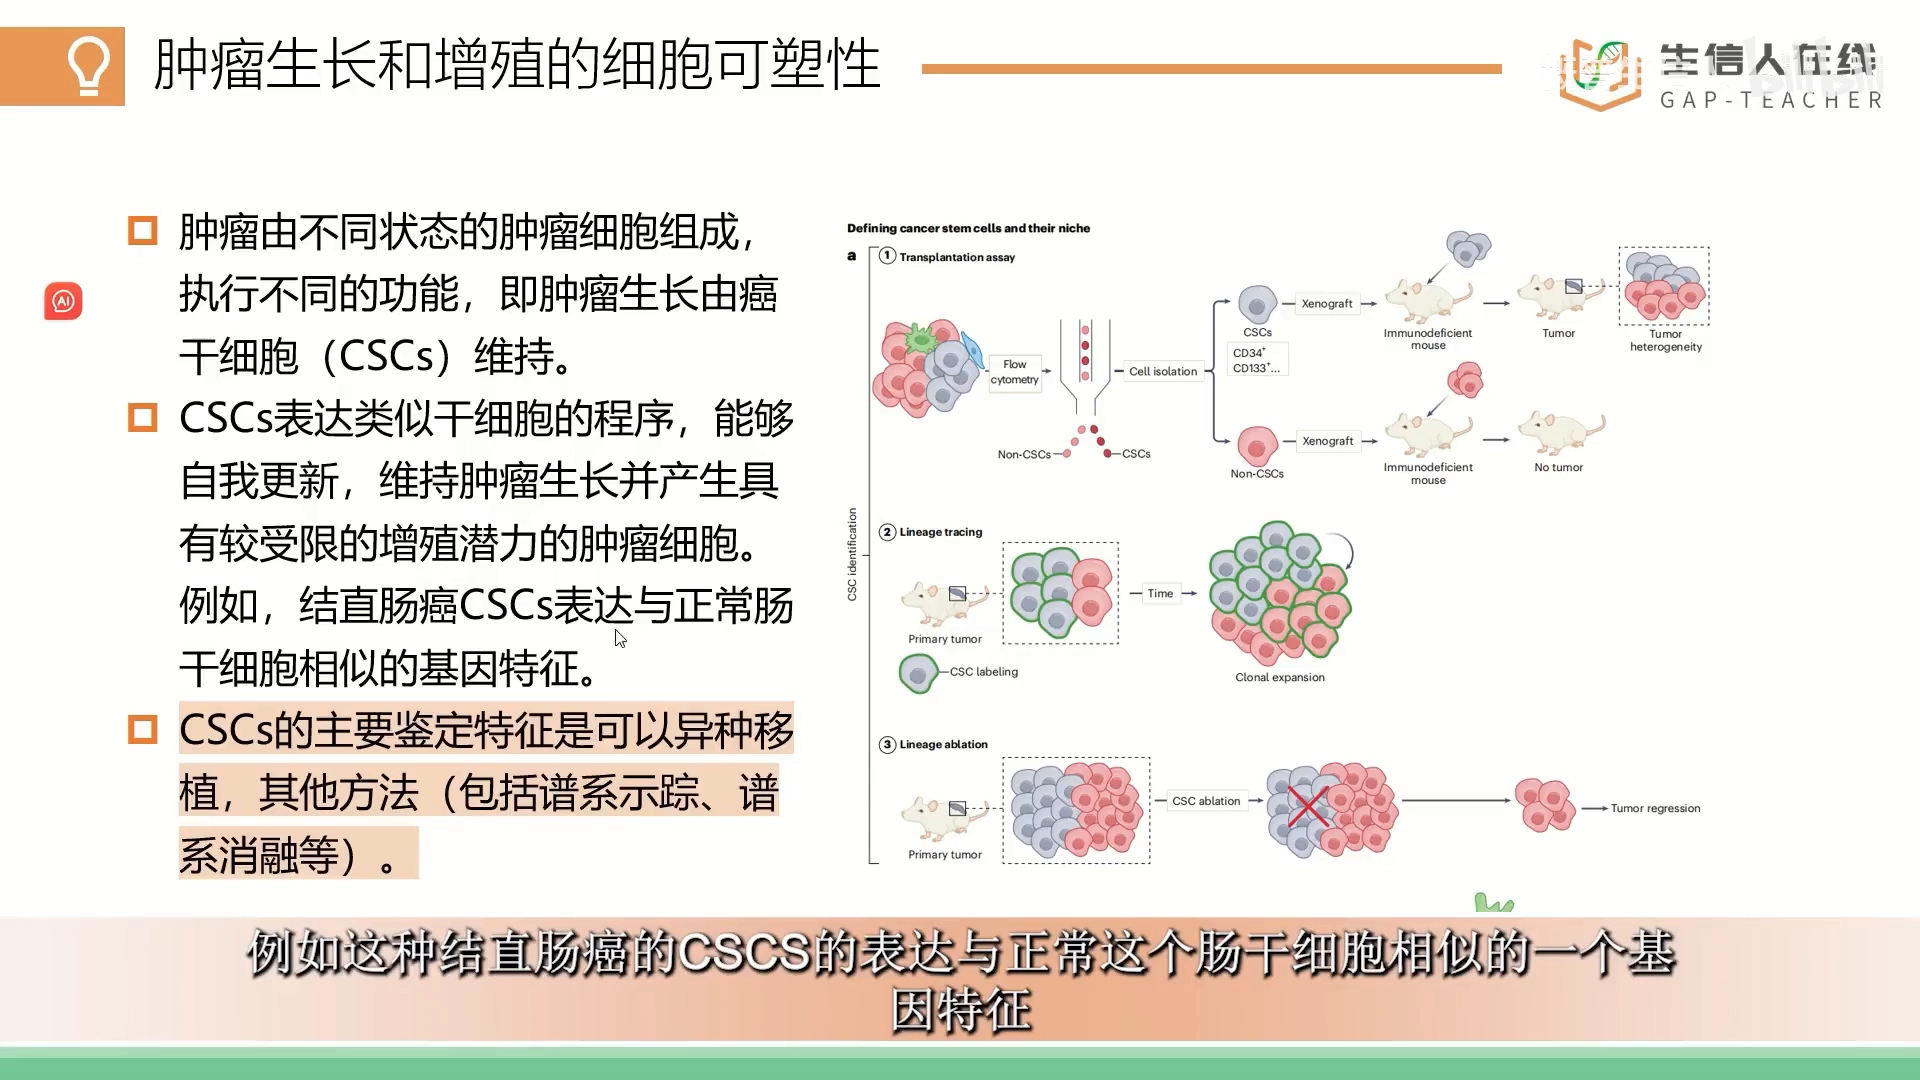 肿瘤生长和增殖的细胞可塑性
生信人在线
GAP-TEACHER
bilibili
肿瘤由不同状态的肿瘤细胞组成，
执行不同的功能，即肿瘤生长由癌
干细胞（CSCs）维持。
CSCs表达类似干细胞的程序，能够
自我更新，维持肿瘤生长并产生具
有较受限的增殖潜力的肿瘤细胞。
例如，结直肠癌CSCs表达与正常肠
干细胞相似的基因特征。
CSCs的主要鉴定特征是可以异种移
植，其他方法（包括谱系示踪、谱
系消融等）。
AI
Defining cancer stem cells and their niche
a
CSC identification
1 Transplantation assay
Flow
cytometry
Non-CSCs
CSCs
Cell isolation
CSCs
CD34+
CD133+...
Xenograft
Immunodeficient
mouse
Tumor
Tumor
heterogeneity
Non-CSCs
Xenograft
Immunodeficient
mouse
No tumor
2 Lineage tracing
Primary tumor
CSC labeling
Time
Clonal expansion
3 Lineage ablation
Primary tumor
CSC ablation
Tumor regression
例如这种结直肠癌的CSCS的表达与正常这个肠干细胞相似的一个基
因特征